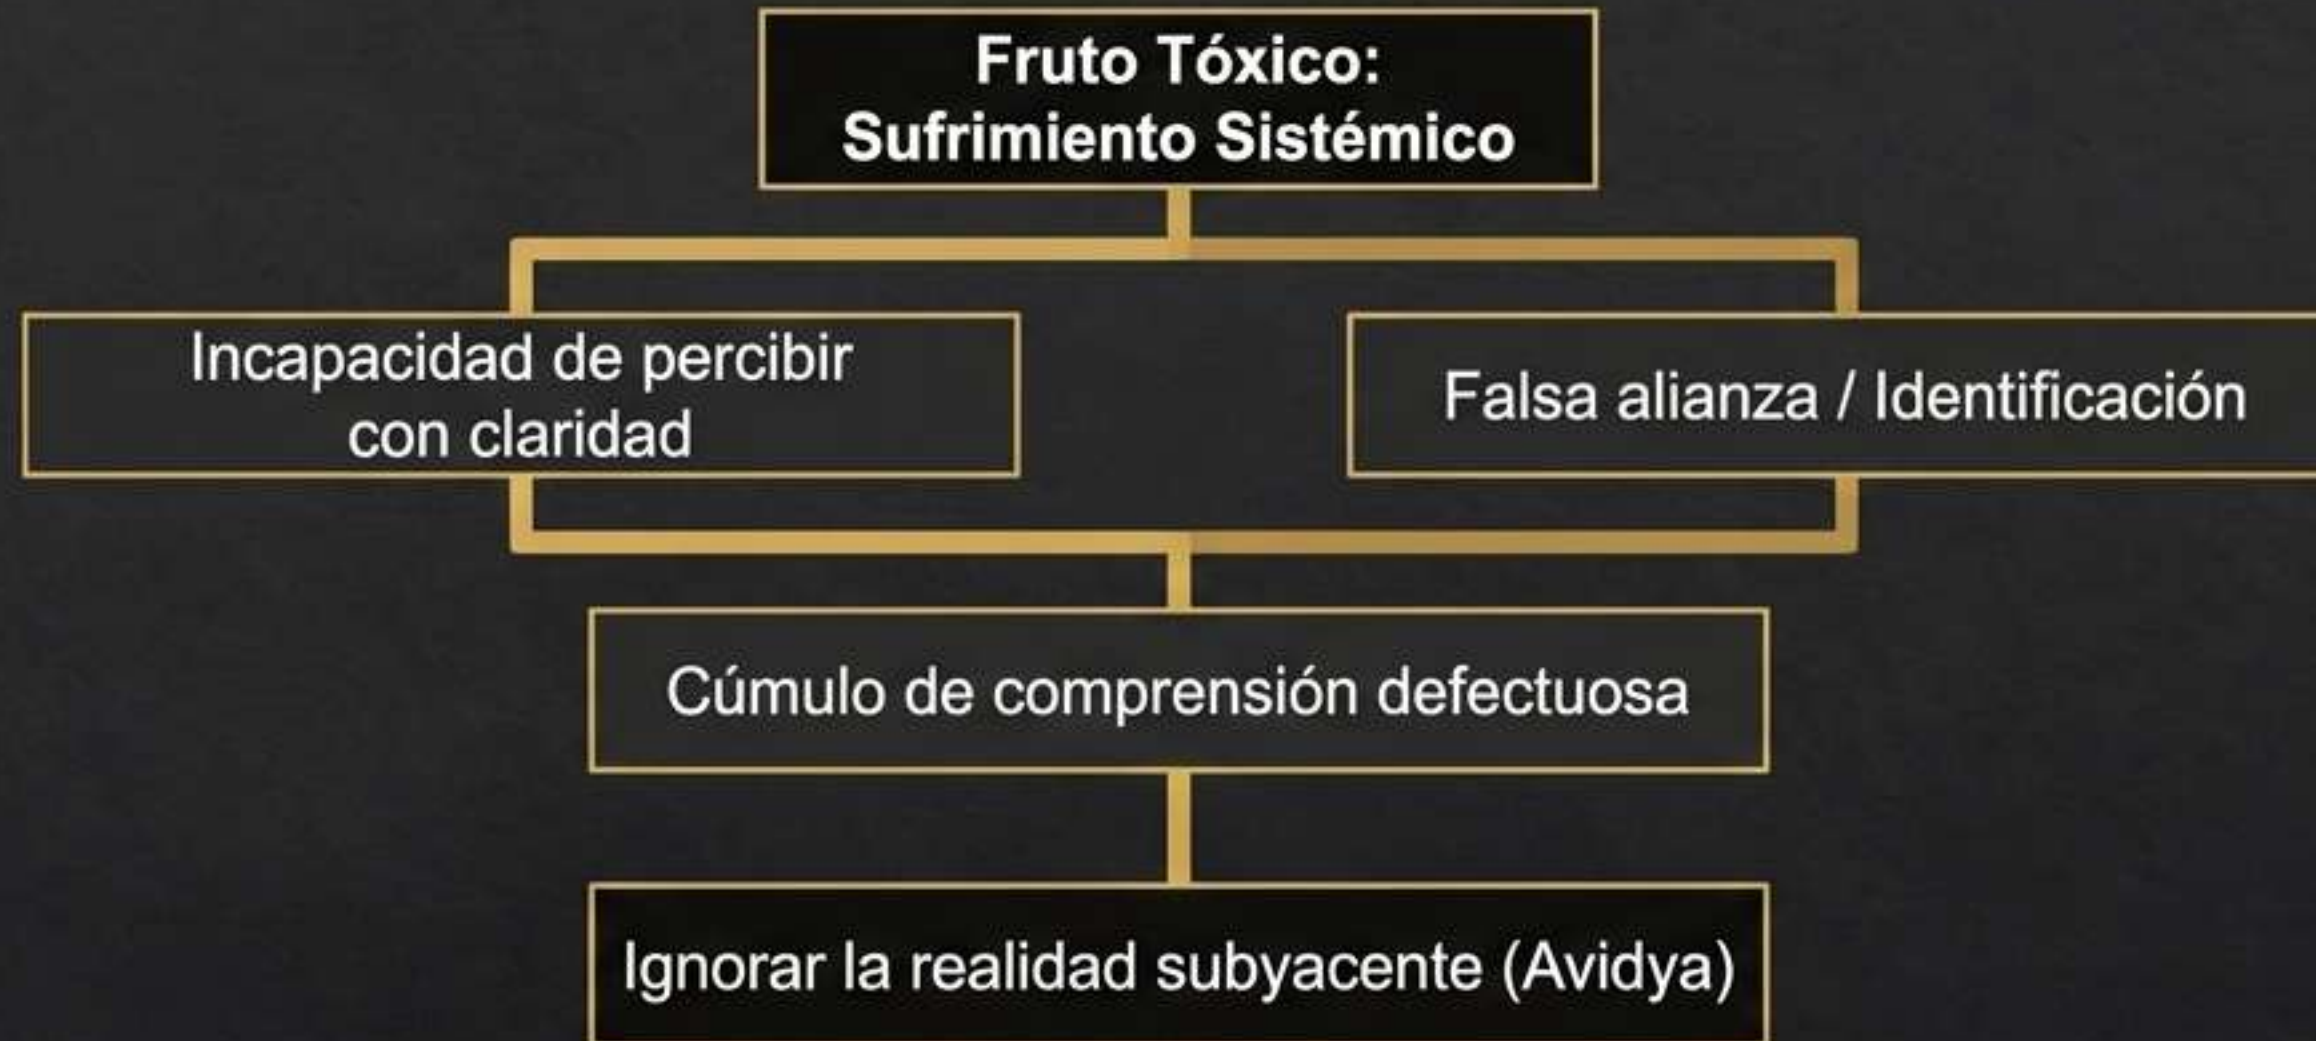 Fruto Tóxico:
Sufrimiento Sistémico
Incapacidad de percibir
con claridad
Falsa alianza / Identificación
Cúmulo de comprensión defectuosa
Ignorar la realidad subyacente (Avidya)